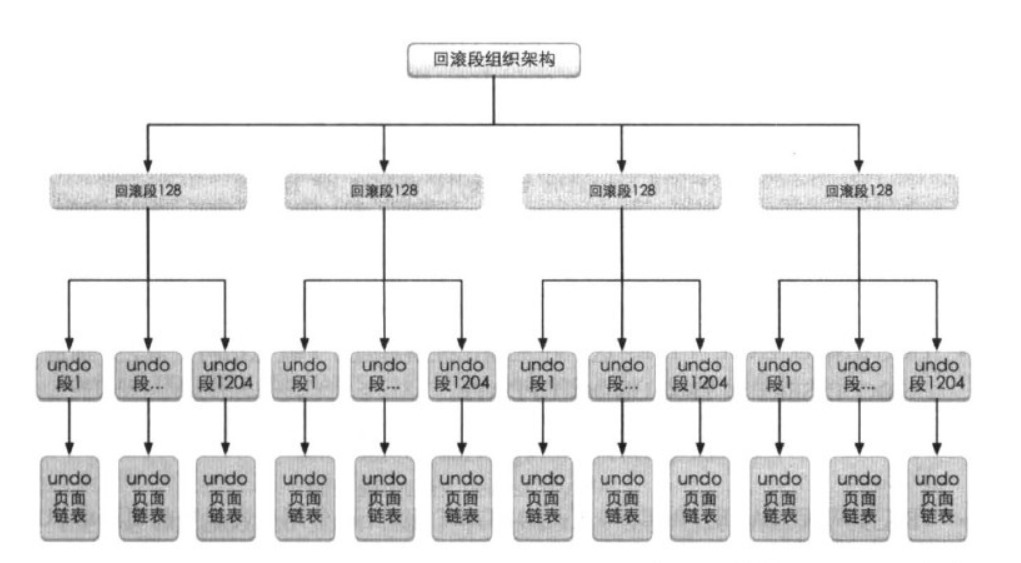 回滚段组织架构
回滚段128
回滚段128
回滚段128
回滚段128
undo
段1
undo
段...
undo
段1204
undo
段1
undo
段...
undo
段1204
undo
段1
undo
段...
undo
段1204
undo
段1
undo
段...
undo
段1204
undo
页面
链表
undo
页面
链表
undo
页面
链表
undo
页面
链表
undo
页面
链表
undo
页面
链表
undo
页面
链表
undo
页面
链表
undo
页面
链表
undo
页面
链表
undo
页面
链表
undo
页面
链表